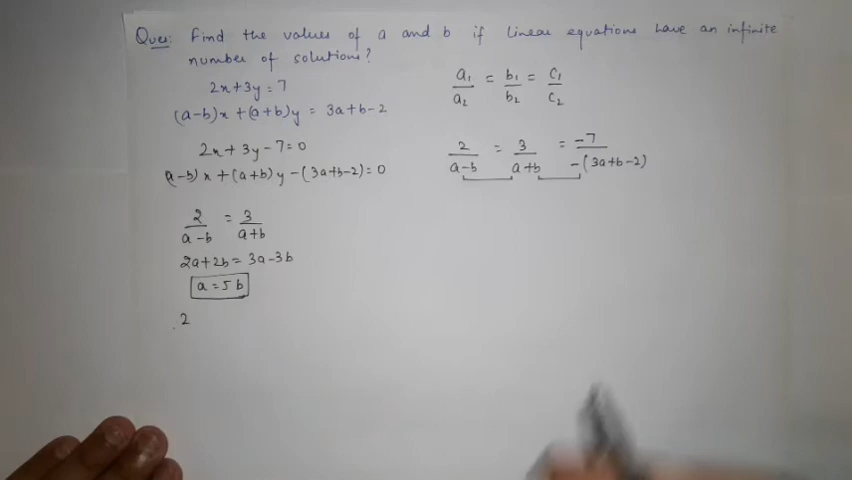 Ques: Find the values of a and b if linear equations have an infinite
number of solutions?
2x+3y=7
(a-b)x+(a+b)y = 3a+b-2
2x+3y-7=0
(a-b)x+(a+b)y-(3a+b-2)=0
2/(a-b) = 3/(a+b)
2a+2b=3a-3b
a=5b
2
a₁/a₂ = b₁/b₂ = c₁/c₂
2/(a-b) = 3/(a+b) = -7/-(3a+b-2)